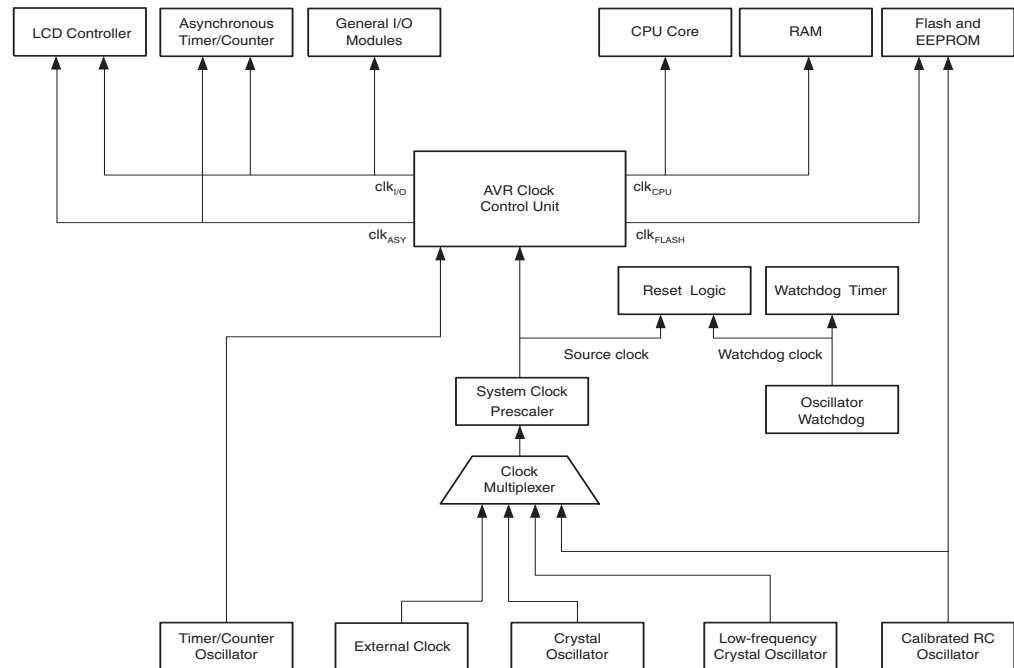 LCD Controller
Asynchronous
Timer/Counter
General I/O
Modules
CPU Core
RAM
Flash and
EEPROM
clkI/O
AVR Clock
Control Unit
clkCPU
clkASY
clkFLASH
Reset Logic
Watchdog Timer
Source clock
Watchdog clock
System Clock
Prescaler
Oscillator
Watchdog
Clock
Multiplexer
Timer/Counter
Oscillator
External Clock
Crystal
Oscillator
Low-frequency
Crystal Oscillator
Calibrated RC
Oscillator